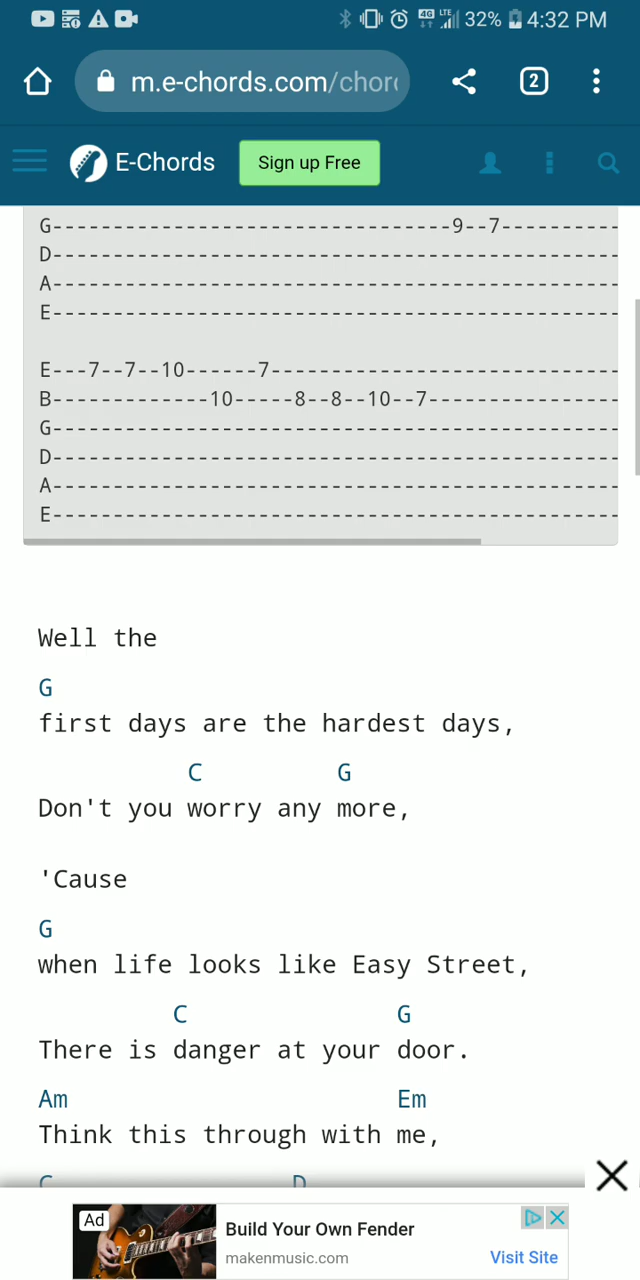 32% 4:32 PM
m.e-chords.com/chor
2
E-Chords Sign up Free
G---------------------------------9--7----------
D-----------------------------------------------
A-----------------------------------------------
E-----------------------------------------------
E---7--7--10------7-----------------------------
B-------------10-----8--8--10--7----------------
G-----------------------------------------------
D-----------------------------------------------
A-----------------------------------------------
E-----------------------------------------------
Well the
G
first days are the hardest days,
C G
Don't you worry any more,
'Cause
G
when life looks like Easy Street,
C G
There is danger at your door.
Am Em
Think this through with me,
C D
Ad
Build Your Own Fender
makenmusic.com Visit Site